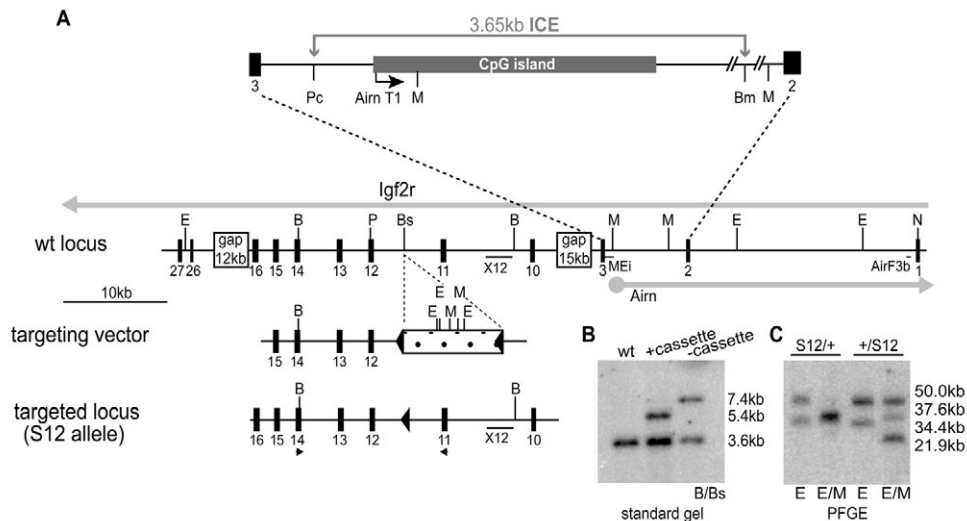 A
3.65kb ICE
CpG island
3 Pc Airn T1 M Bm M 2
Igf2r
E B P Bs B M M E E N
wt locus
gap 12kb
gap 15kb
27 26 16 15 14 13 12 11 X12 10 3 MEi 2 AirF3b 1
Airn
10kb
E M
E M E
B
targeting vector
15 14 13 12
B B
targeted locus
(S12 allele)
16 15 14 13 12 11 X12 10
B
wt +cassette -cassette
7.4kb
5.4kb
3.6kb
B/Bs
standard gel
C
S12/+ +/S12
50.0kb
37.6kb
34.4kb
21.9kb
E E/M E E/M
PFGE